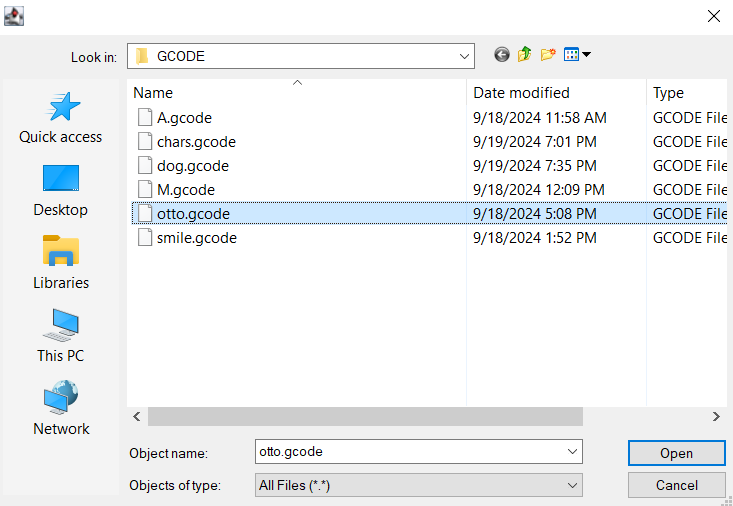 Look in: GCODE
Name Date modified Type
A.gcode 9/18/2024 11:58 AM GCODE File
chars.gcode 9/19/2024 7:01 PM GCODE File
dog.gcode 9/19/2024 7:35 PM GCODE File
M.gcode 9/18/2024 12:09 PM GCODE File
otto.gcode 9/18/2024 5:08 PM GCODE File
smile.gcode 9/18/2024 1:52 PM GCODE File
Quick access
Desktop
Libraries
This PC
Network
Object name: otto.gcode Open
Objects of type: All Files (*.*) Cancel